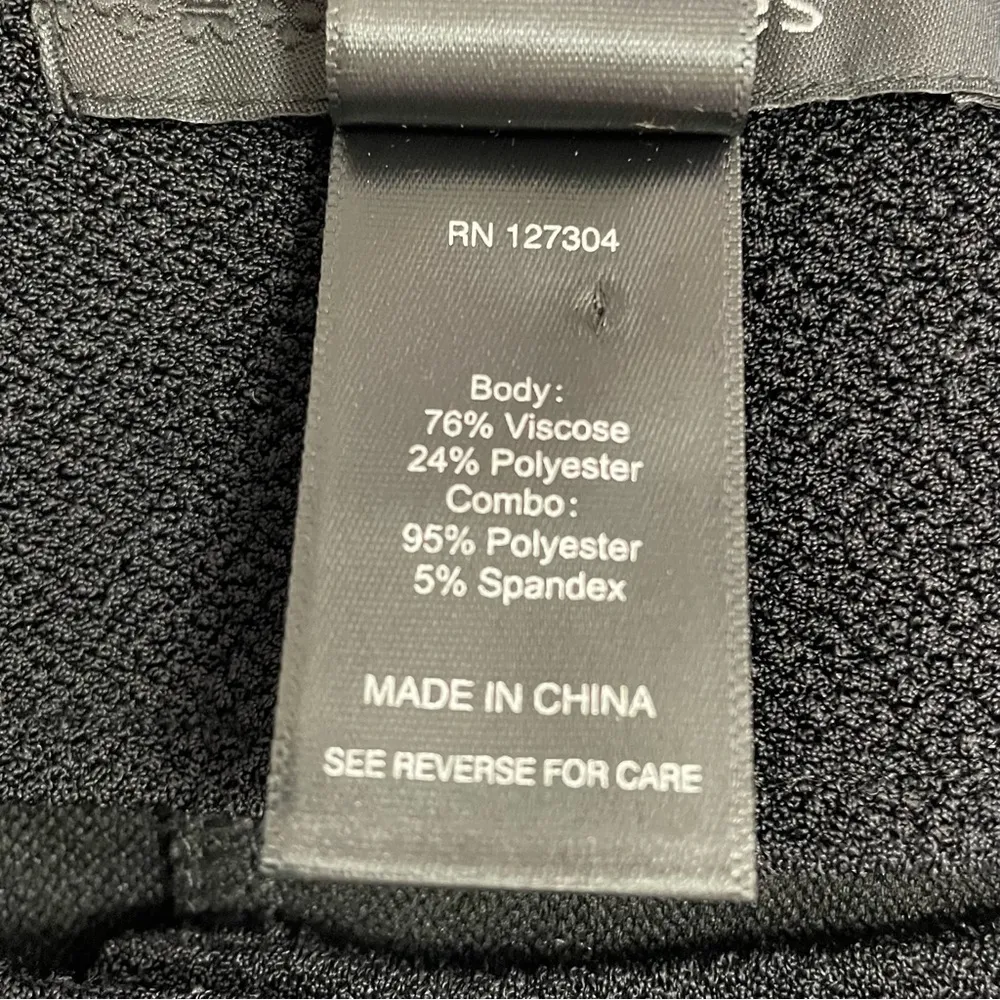 RN 127304
Body:
76% Viscose
24% Polyester
Combo:
95% Polyester
5% Spandex
MADE IN CHINA
SEE REVERSE FOR CARE